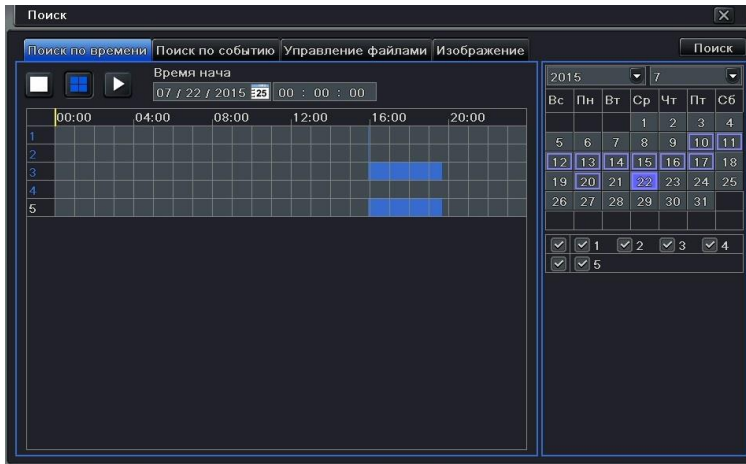 Поиск
Поиск по времени Поиск по событию Управление файлами Изображение
Поиск
Время нача
07 / 22 / 2015 25 00 : 00 : 00
00:00 04:00 08:00 12:00 16:00 20:00
1
2
3
4
5
2015 7
Вс Пн Вт Ср Чт Пт Сб
1 2 3 4
5 6 7 8 9 10 11
12 13 14 15 16 17 18
19 20 21 22 23 24 25
26 27 28 29 30 31
1 2 3 4
5